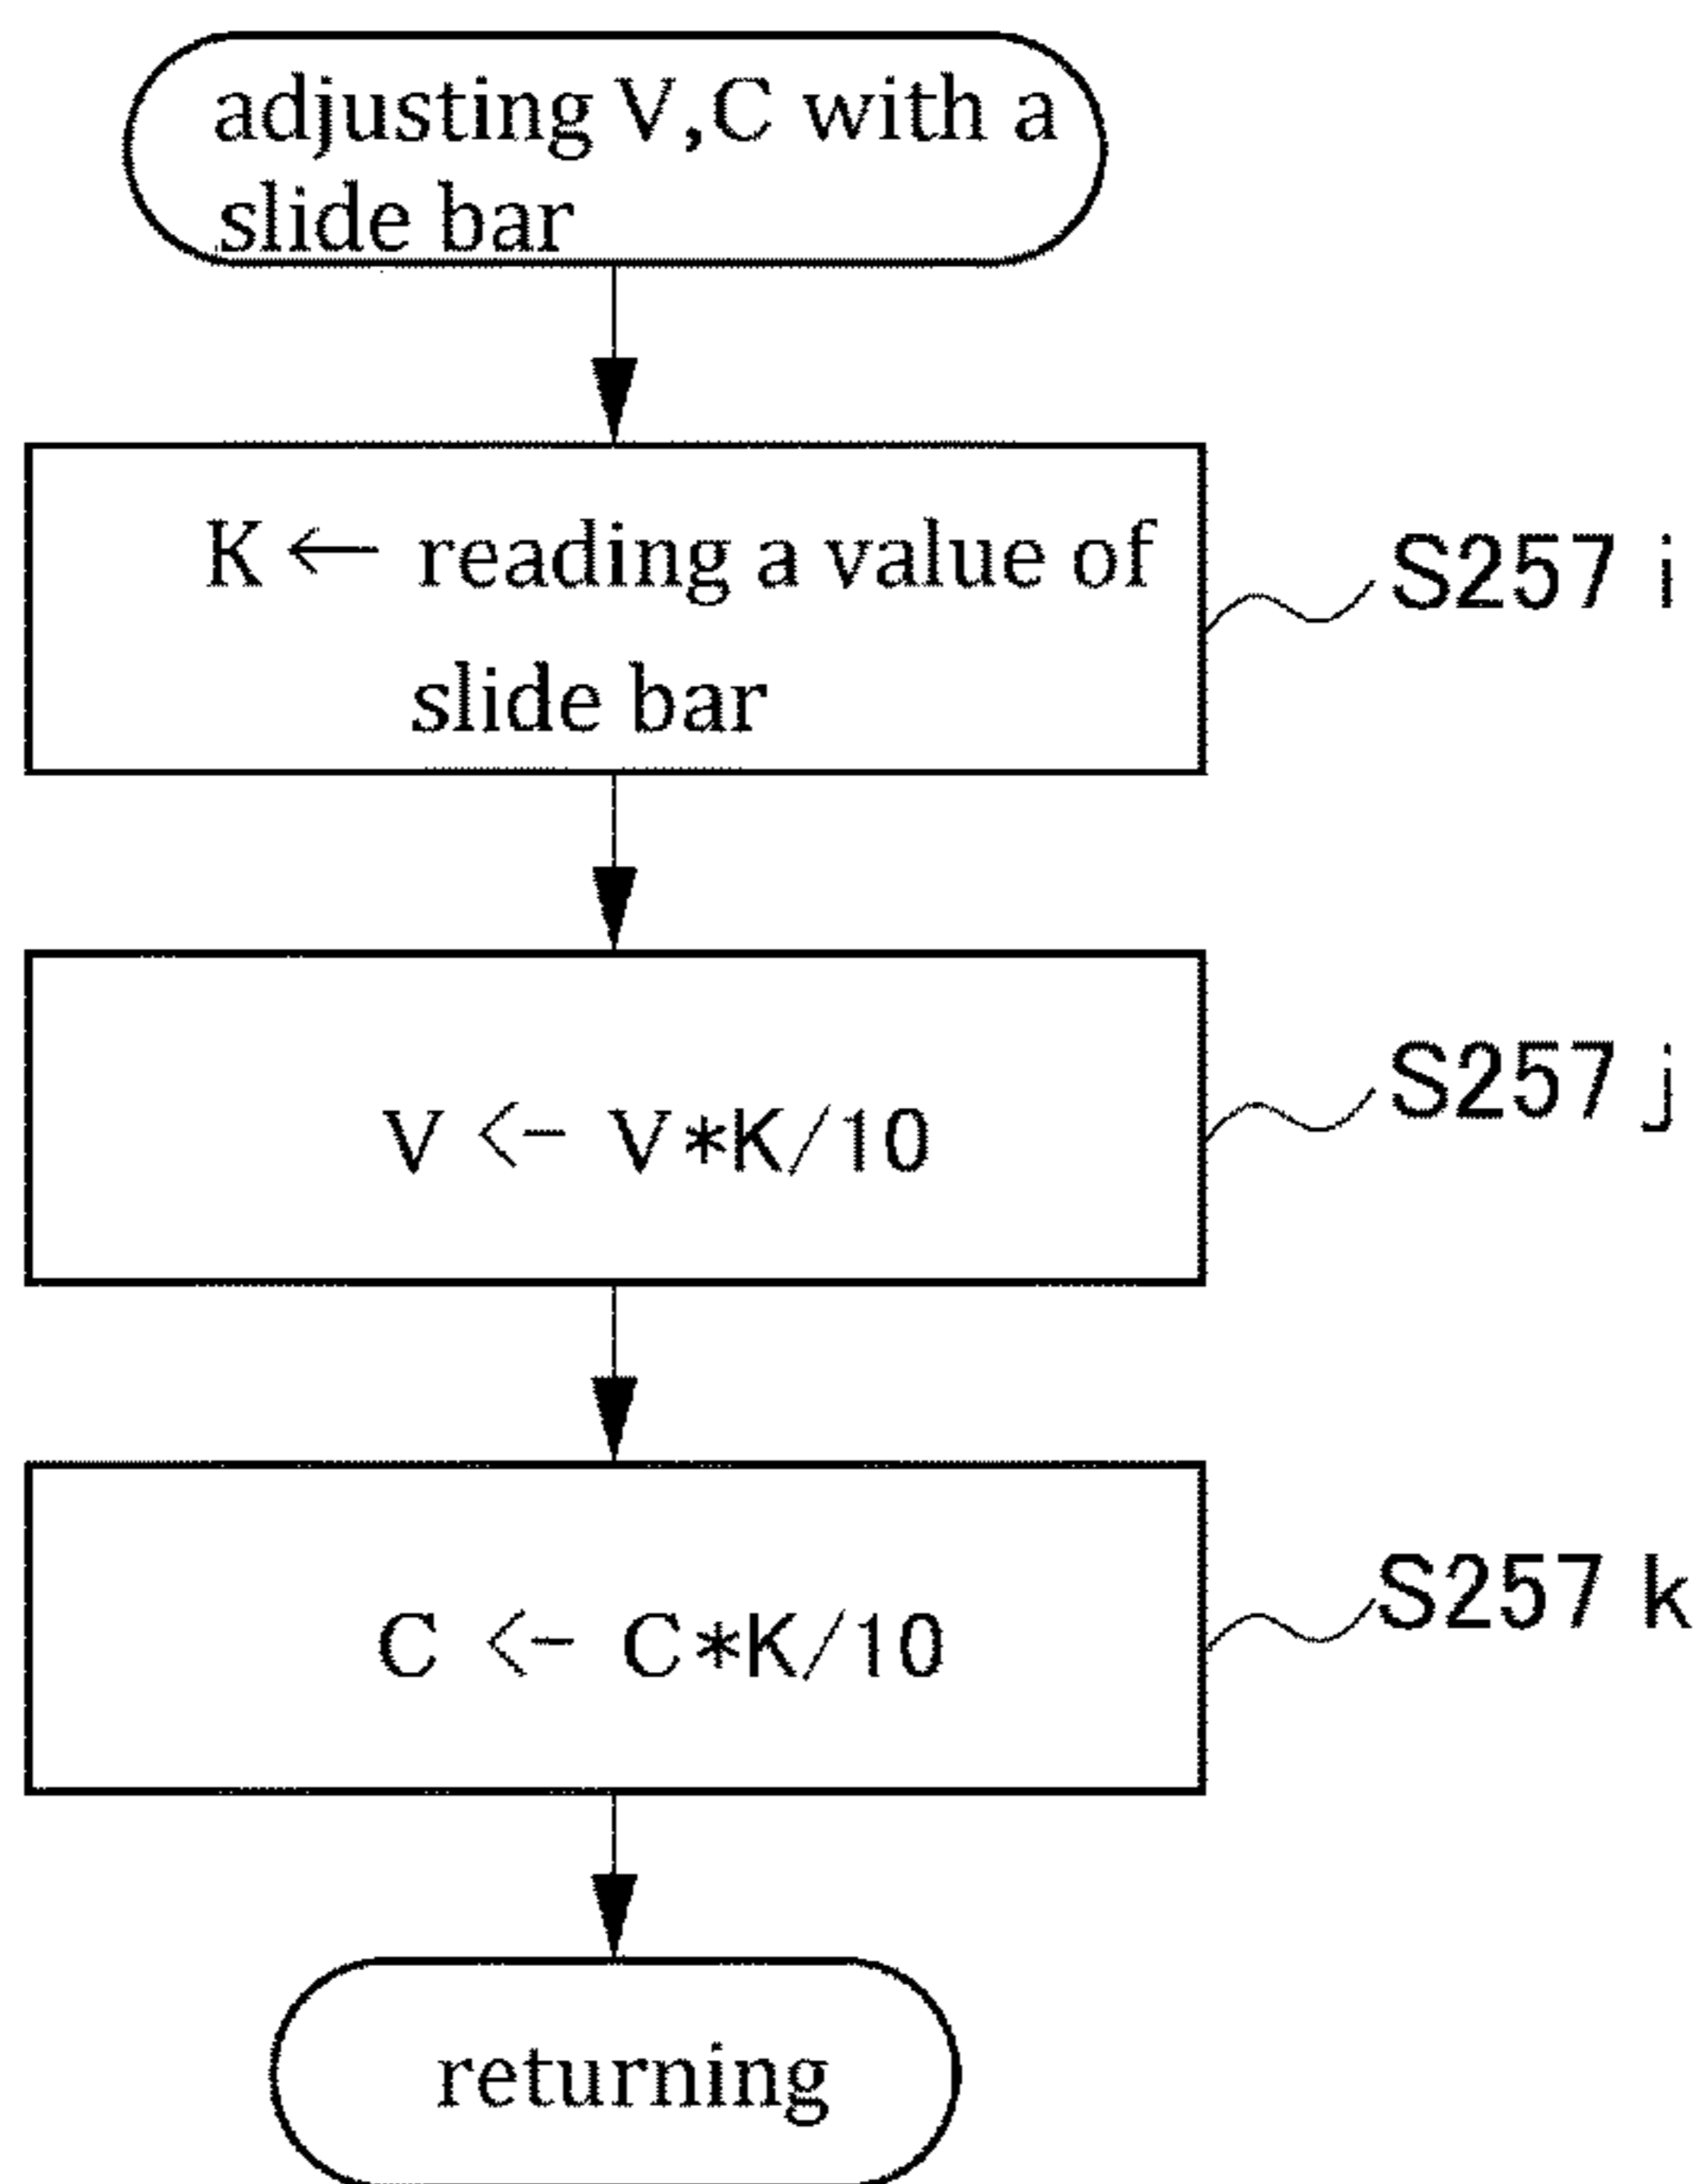 adjusting V,C with a
slide bar
K← reading a value of
slide bar
S257 i
V <- V*K/10
S257 j
C <- C*K/10
S257 k
returning